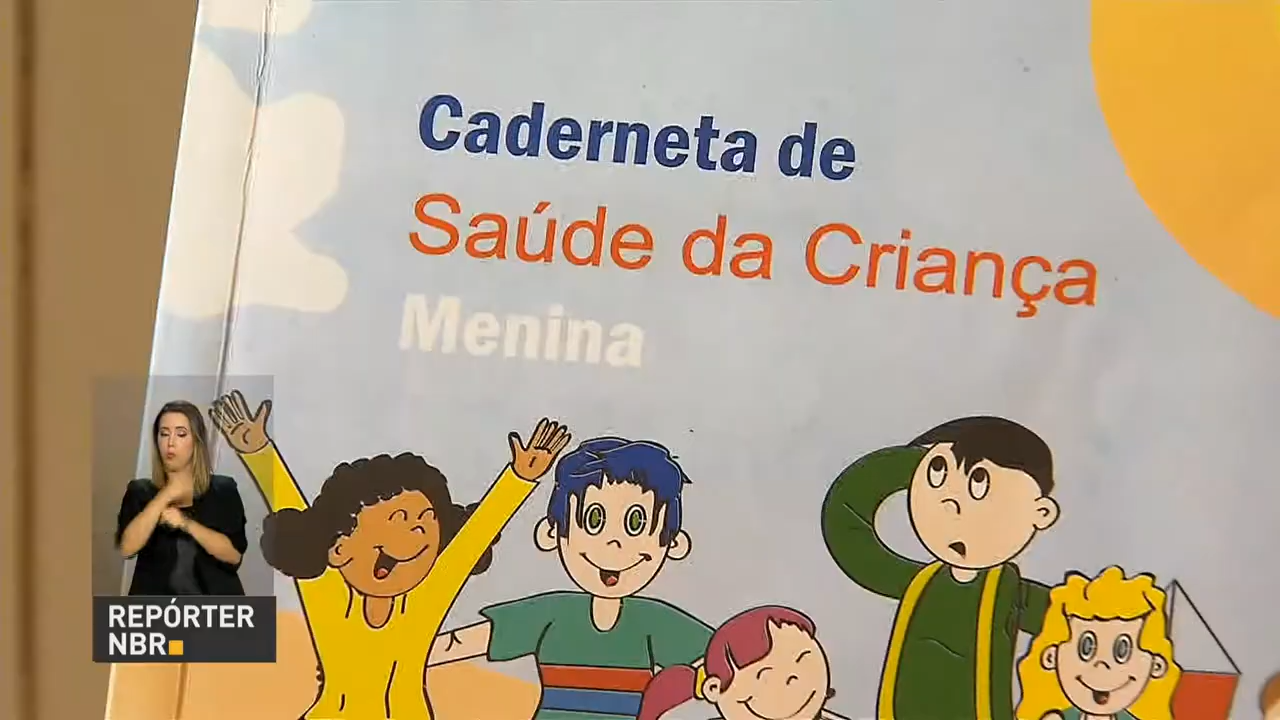 Caderneta de
Saúde da Criança
Menina
REPÓRTER
NBR